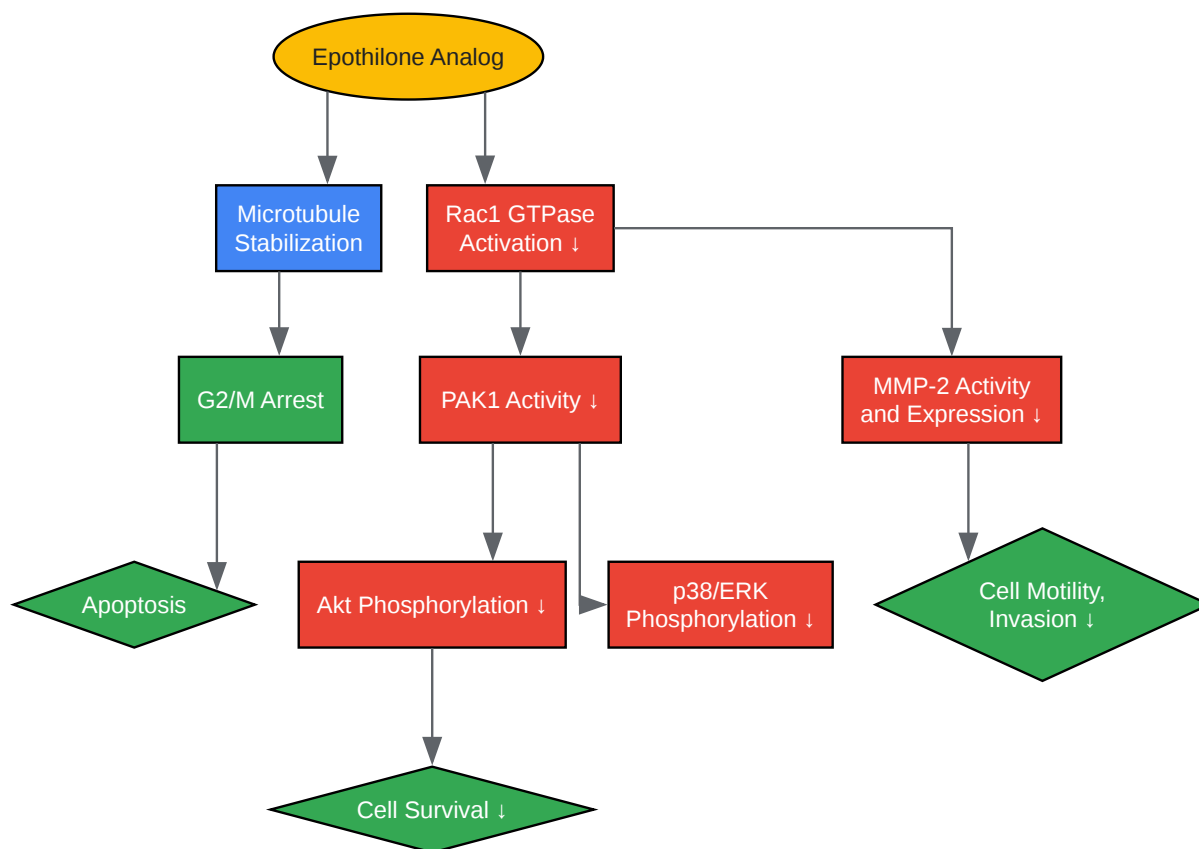 Epothilone Analog
Microtubule
Stabilization
Rac1 GTPase
Activation ↓
G2/M Arrest
PAK1 Activity ↓
MMP-2 Activity
and Expression ↓
Apoptosis
Akt Phosphorylation ↓
p38/ERK
Phosphorylation ↓
Cell Motility,
Invasion ↓
Cell Survival ↓